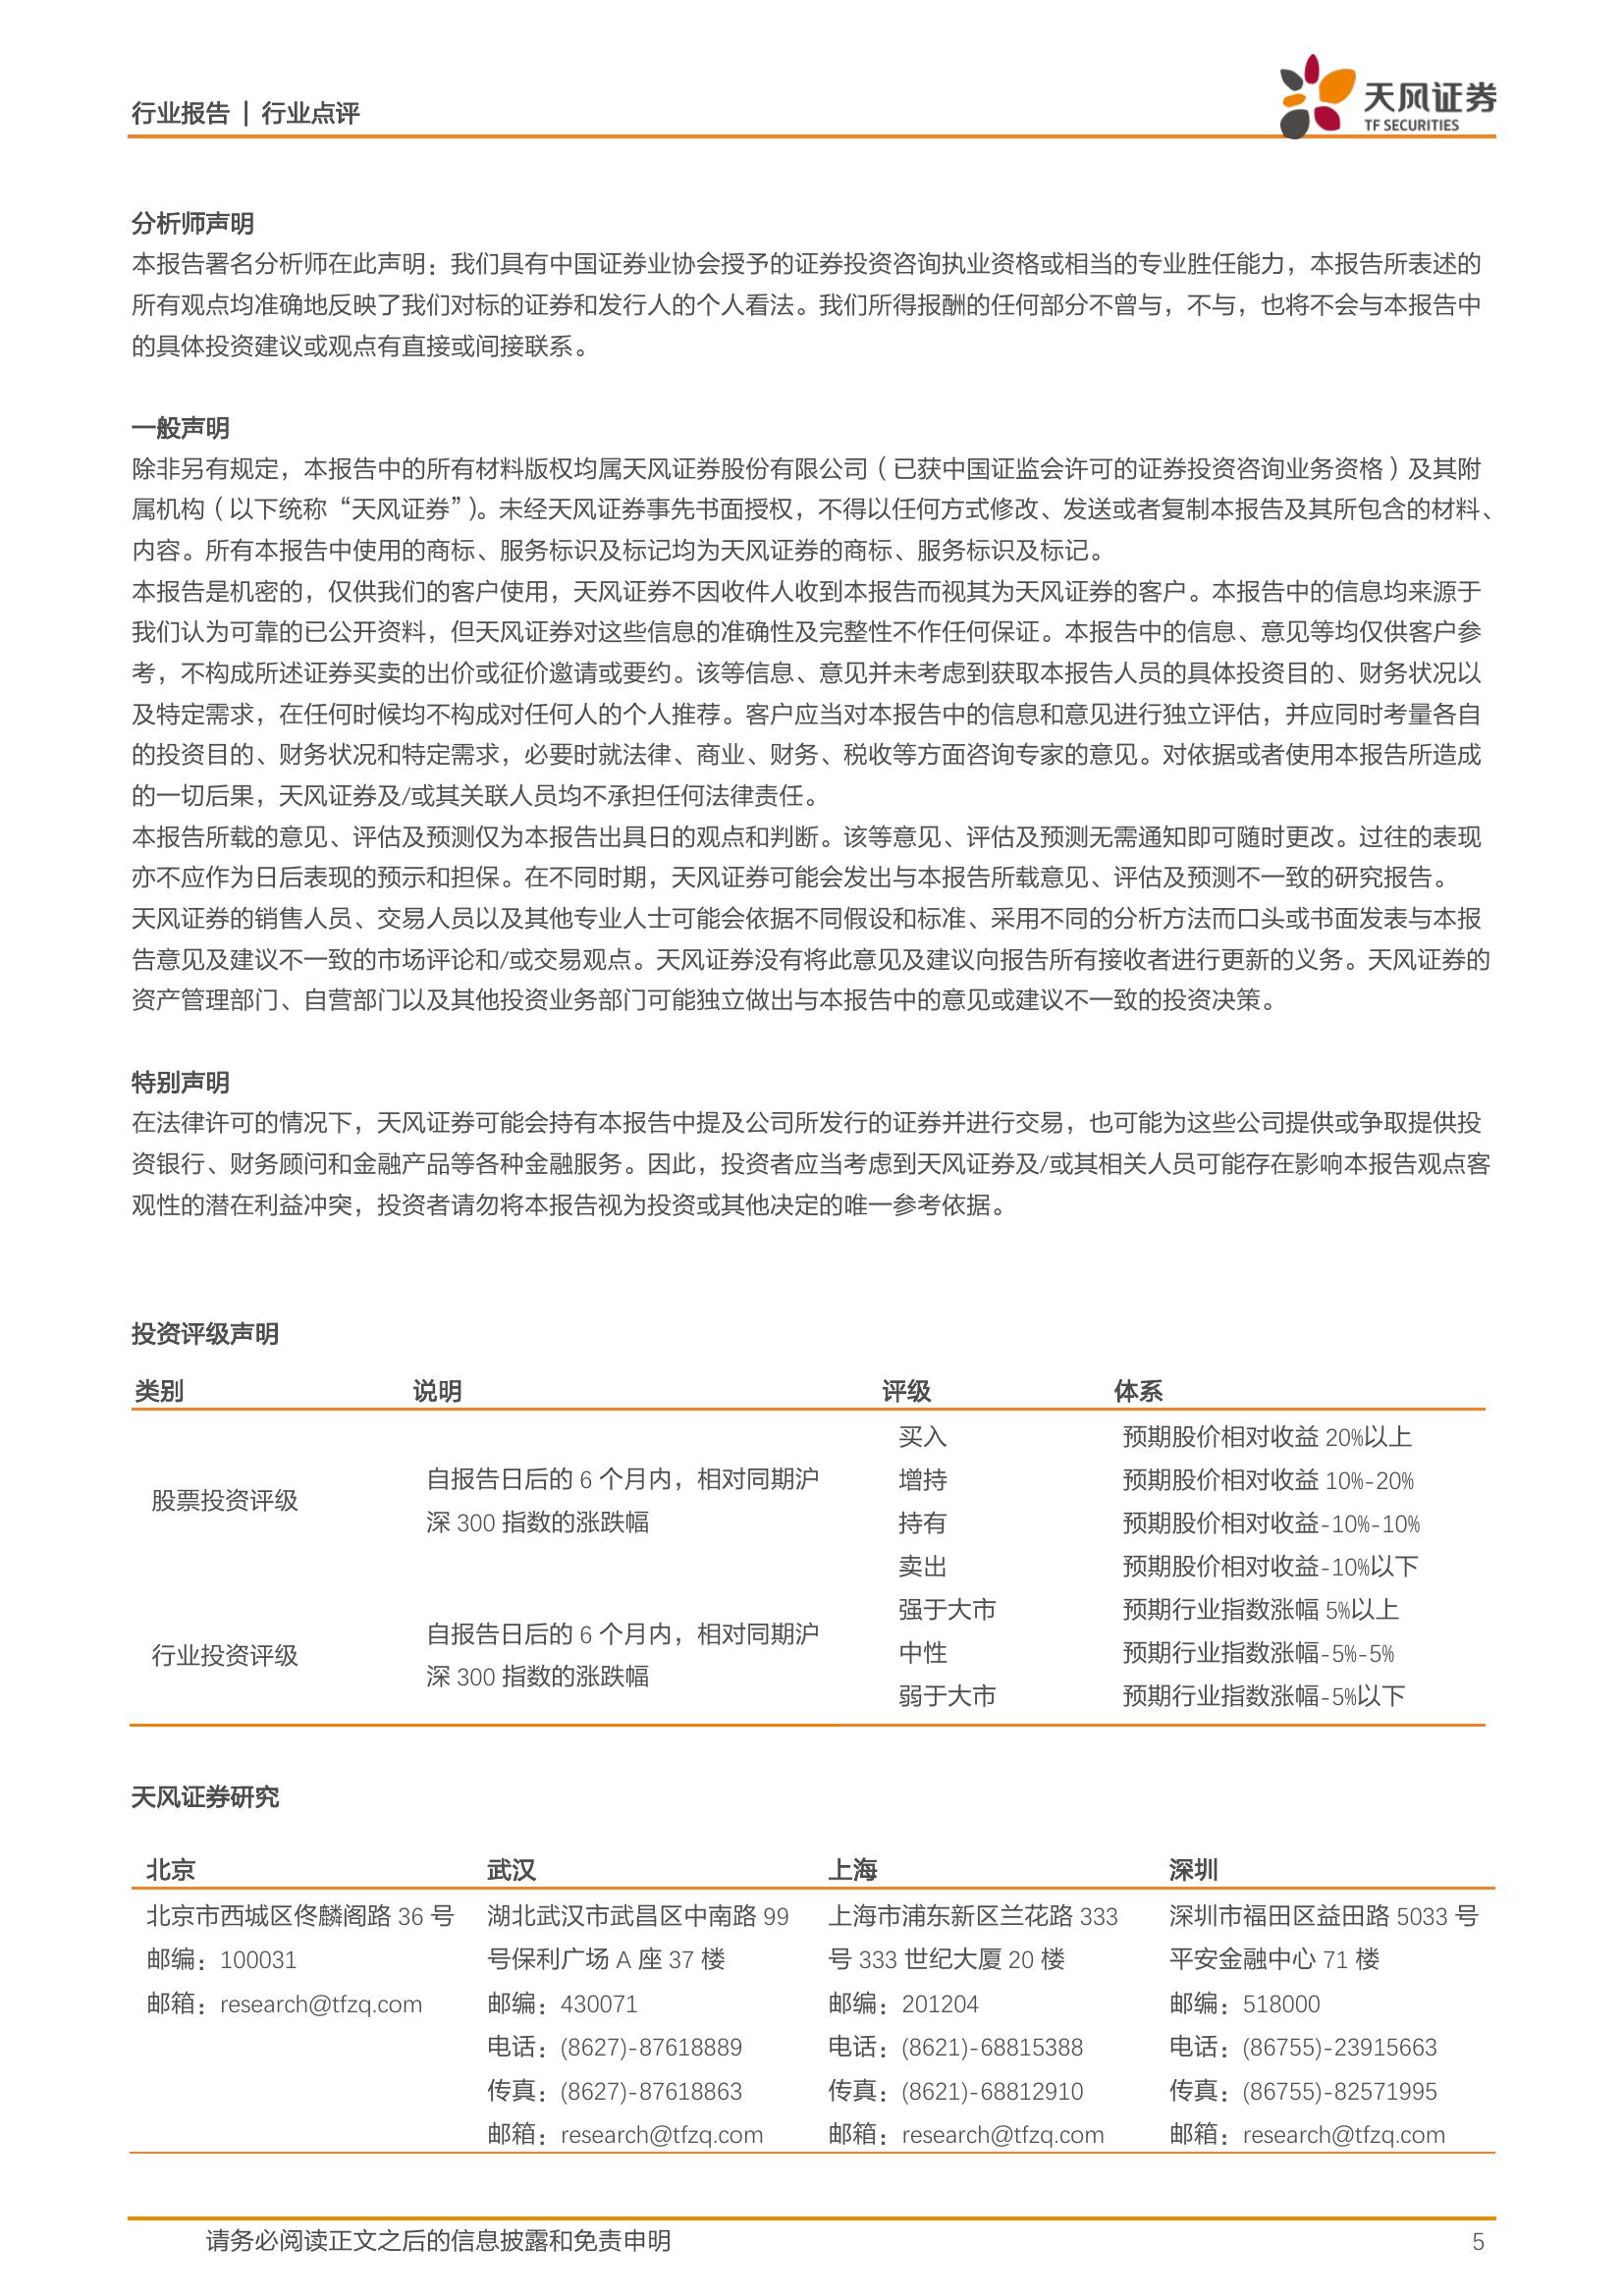 行业报告 | 行业点评
天风证券
TF SECURITIES
分析师声明
本报告署名分析师在此声明：我们具有中国证券业协会授予的证券投资咨询执业资格或相当的专业胜任能力，本报告所表述的
所有观点均准确地反映了我们对标的证券和发行人的个人看法。我们所得报酬的任何部分不曾与，不与，也将不会与本报告中
的具体投资建议或观点有直接或间接联系。
一般声明
除非另有规定，本报告中的所有材料版权均属天风证券股份有限公司（已获中国证监会许可的证券投资咨询业务资格）及其附
属机构（以下统称“天风证券”）。未经天风证券事先书面授权，不得以任何方式修改、发送或者复制本报告及其所包含的材料、
内容。所有本报告中使用的商标、服务标识及标记均为天风证券的商标、服务标识及标记。
本报告是机密的，仅供我们的客户使用，天风证券不因收件人收到本报告而视其为天风证券的客户。本报告中的信息均来源于
我们认为可靠的已公开资料，但天风证券对这些信息的准确性及完整性不作任何保证。本报告中的信息、意见等均仅供客户参
考，不构成所述证券买卖的出价或征价邀请或要约。该等信息、意见并未考虑到获取本报告人员的具体投资目的、财务状况以
及特定需求，在任何时候均不构成对任何人的个人推荐。客户应当对本报告中的信息和意见进行独立评估，并应同时考量各自
的投资目的、财务状况和特定需求，必要时就法律、商业、财务、税收等方面咨询专家的意见。对依据或者使用本报告所造成
的一切后果，天风证券及/或其关联人员均不承担任何法律责任。
本报告所载的意见、评估及预测仅为本报告出具日的观点和判断。该等意见、评估及预测无需通知即可随时更改。过往的表现
亦不应作为日后表现的预示和担保。在不同时期，天风证券可能会发出与本报告所载意见、评估及预测不一致的研究报告。
天风证券的销售人员、交易人员以及其他专业人士可能会依据不同假设和标准、采用不同的分析方法而口头或书面发表与本报
告意见及建议不一致的市场评论和/或交易观点。天风证券没有将此意见及建议向报告所有接收者进行更新的义务。天风证券的
资产管理部门、自营部门以及其他投资业务部门可能独立做出与本报告中的意见或建议不一致的投资决策。
特别声明
在法律许可的情况下，天风证券可能会持有本报告中提及公司所发行的证券并进行交易，也可能为这些公司提供或争取提供投
资银行、财务顾问和金融产品等各种金融服务。因此，投资者应当考虑到天风证券及/或其相关人员可能存在影响本报告观点客
观性的潜在利益冲突，投资者请勿将本报告视为投资或其他决定的唯一参考依据。
投资评级声明
类别 说明 评级 体系
股票投资评级
自报告日后的 6 个月内，相对同期沪
深 300 指数的涨跌幅
买入 预期股价相对收益 20%以上
增持 预期股价相对收益 10%-20%
持有 预期股价相对收益-10%-10%
卖出 预期股价相对收益-10%以下
行业投资评级
自报告日后的 6 个月内，相对同期沪
深 300 指数的涨跌幅
强于大市 预期行业指数涨幅 5%以上
中性 预期行业指数涨幅-5%-5%
弱于大市 预期行业指数涨幅-5%以下
天风证券研究
北京 武汉 上海 深圳
北京市西城区佟麟阁路 36 号 湖北武汉市武昌区中南路 99 上海市浦东新区兰花路 333 深圳市福田区益田路 5033 号
邮编：100031 号保利广场 A 座 37 楼 号 333 世纪大厦 20 楼 平安金融中心 71 楼
邮箱：research@tfzq.com 邮编：430071 邮编：201204 邮编：518000
电话：(8627)-87618889 电话：(8621)-68815388 电话：(86755)-23915663
传真：(8627)-87618863 传真：(8621)-68812910 传真：(86755)-82571995
邮箱：research@tfzq.com 邮箱：research@tfzq.com 邮箱：research@tfzq.com
请务必阅读正文之后的信息披露和免责申明 5